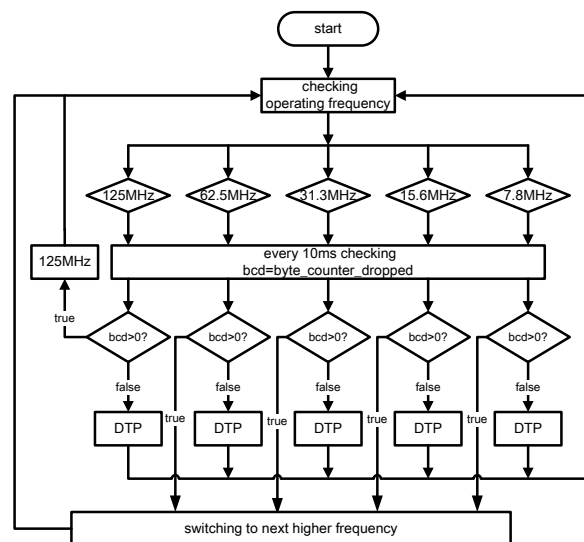 start
checking
operating frequency
125MHz
62.5MHz
31.3MHz
15.6MHz
7.8MHz
125MHz
every 10ms checking
bcd=byte_counter_dropped
true
bcd>0?
bcd>0?
bcd>0?
bcd>0?
bcd>0?
false
false
false
false
false
true
true
true
true
DTP
DTP
DTP
DTP
DTP
switching to next higher frequency